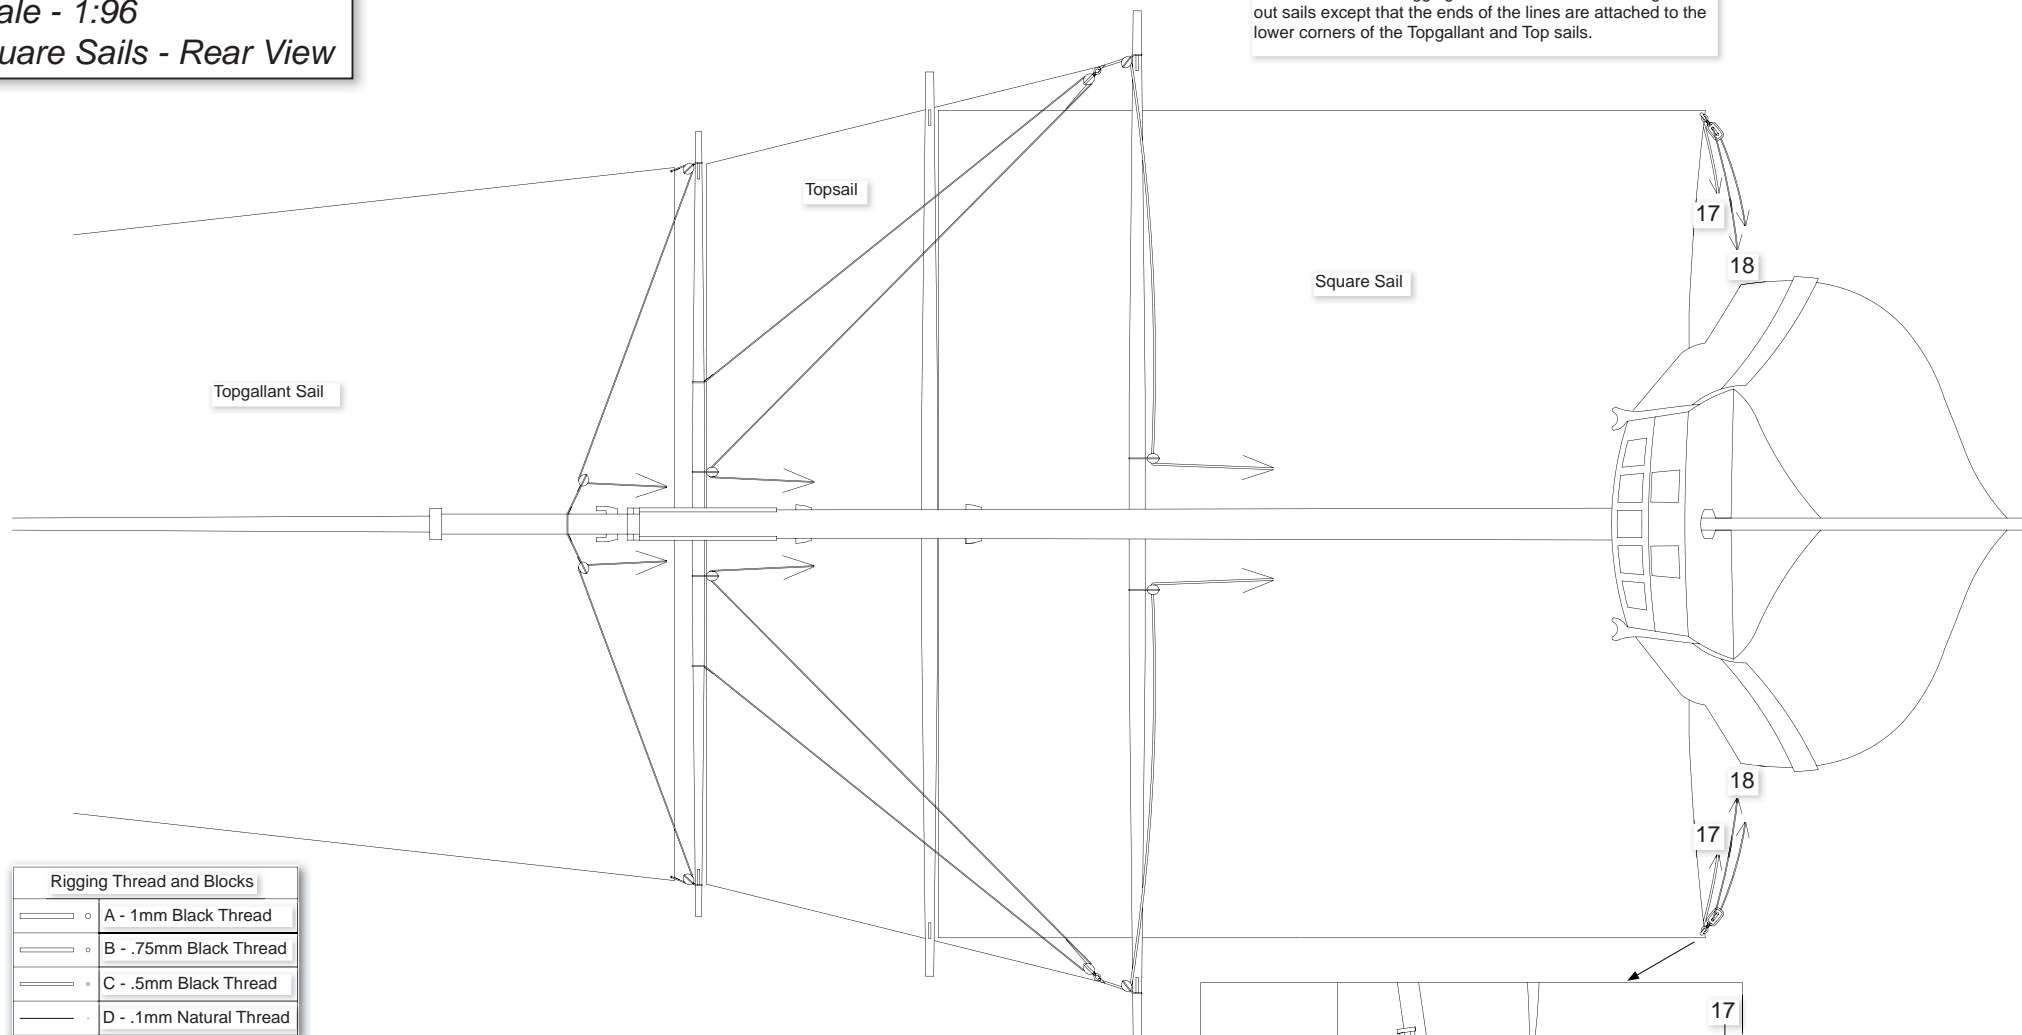 ale - 1:96
uare Sails - Rear View
out sails except that the ends of the lines are attached to the
lower corners of the Topgallant and Top sails.
Topsail
17
18
Square Sail
Topgallant Sail
18
17
Rigging Thread and Blocks
A - 1mm Black Thread
B - .75mm Black Thread
C - .5mm Black Thread
D - .1mm Natural Thread
17